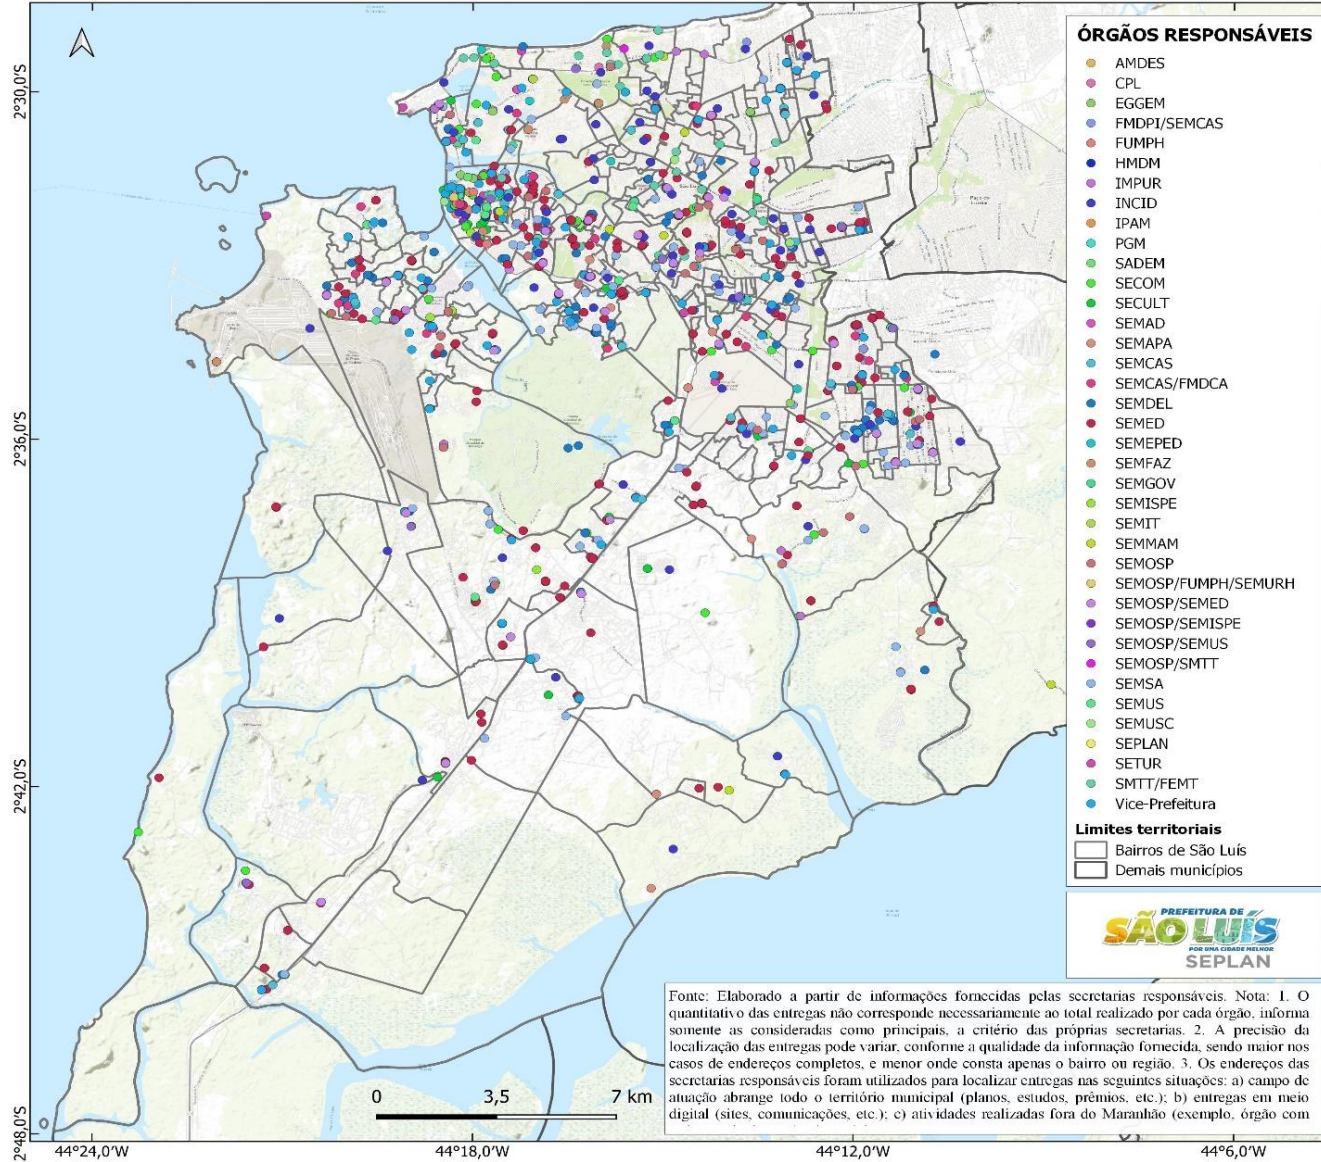 ÓRGÃOS RESPONSÁVEIS
AMDES
CPL
EGGEM
FMDPI/SEMCAS
FUMPH
HMDM
IMPUR
INCID
IPAM
PGM
SADEM
SECOM
SECULT
SEMAD
SEMAPA
SEMCAS
SEMCAS/FMDCA
SEMDEL
SEMED
SEMEPED
SEMFAZ
SEMGOV
SEMISPE
SEMIT
SEMMAM
SEMOSP
SEMOSP/FUMPH/SEMURH
SEMOSP/SEMED
SEMOSP/SEMISPE
SEMOSP/SEMUS
SEMOSP/SMTT
SEMSA
SEMUS
SEMUSC
SEPLAN
SETUR
SMTT/FEMT
Vice-Prefeitura
Limites territoriais
Bairros de São Luís
Demais municípios
PREFEITURA DE
SÃO LUÍS
POR UMA CIDADE MELHOR
SEPLAN
Fonte: Elaborado a partir de informações fornecidas pelas secretarias responsáveis. Nota: 1. O
quantitativo das entregas não corresponde necessariamente ao total realizado por cada órgão, informa
somente as consideradas como principais, a critério das próprias secretarias. 2. A precisão da
localização das entregas pode variar, conforme a qualidade da informação fornecida, sendo maior nos
casos de endereços completos, e menor onde consta apenas o bairro ou região. 3. Os endereços das
secretarias responsáveis foram utilizados para localizar entregas nas seguintes situações: a) campo de
atuação abrange todo o território municipal (planos, estudos, prêmios, etc.); b) entregas em meio
digital (sites, comunicações, etc.); c) atividades realizadas fora do Maranhão (exemplo, órgão com
0 3,5 7 km
2°30,0'S
2°36,0'S
2°42,0'S
2°48,0'S
44°24,0'W
44°18,0'W
44°12,0'W
44°6,0'W